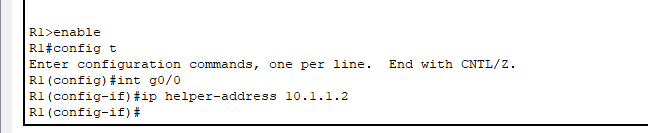 R1>enable
R1#config t
Enter configuration commands, one per line.  End with CNTL/Z.
R1(config)#int g0/0
R1(config-if)#ip helper-address 10.1.1.2
R1(config-if)#